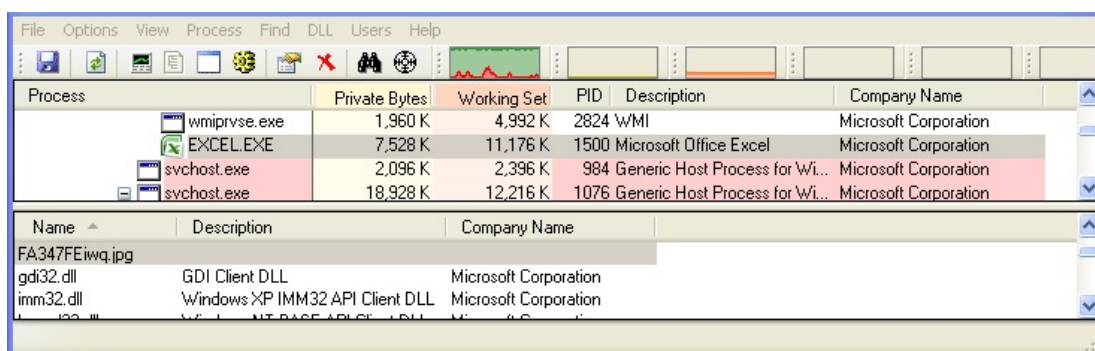 File Options View Process Find DLL Users Help
Process Private Bytes Working Set PID Description Company Name
wmiprvse.exe 1,960 K 4,992 K 2824 WMI Microsoft Corporation
EXCEL.EXE 7,528 K 11,176 K 1500 Microsoft Office Excel Microsoft Corporation
svchost.exe 2,096 K 2,396 K 984 Generic Host Process for Wi... Microsoft Corporation
svchost.exe 18,928 K 12,216 K 1076 Generic Host Process for Wi... Microsoft Corporation
Name Description Company Name
FA347FEiwq.jpg
gdi32.dll GDI Client DLL Microsoft Corporation
imm32.dll Windows XP IMM32 API Client DLL Microsoft Corporation